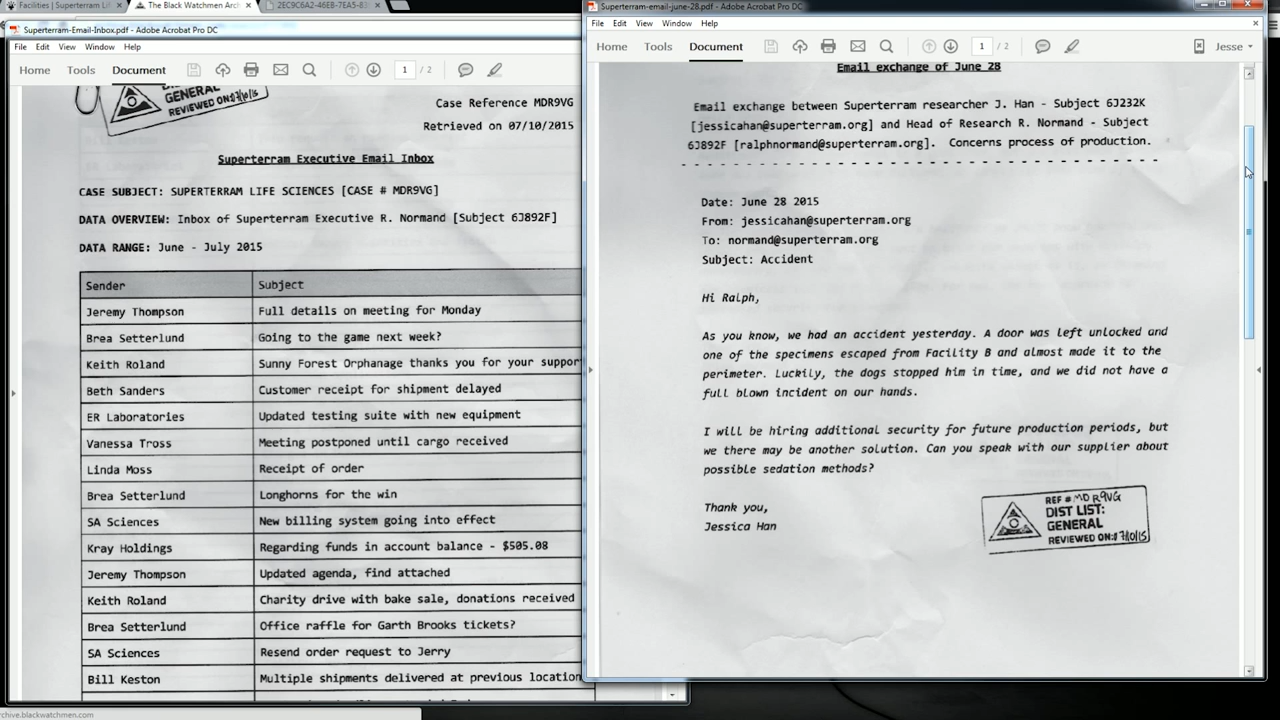 Facilities | Superterram Li
The Black Watchmen Arch
2EC9C6A2-46EB-7EA5-83
Superterram-Email-Inbox.pdf - Adobe Acrobat Pro DC
File Edit View Window Help
Home Tools Document 1 / 2
GENERAL
REVIEWED ON:
Case Reference MDR9VG
Retrieved on 07/10/2015
Superterram Executive Email Inbox
CASE SUBJECT: SUPERTERRAM LIFE SCIENCES [CASE # MDR9VG]
DATA OVERVIEW: Inbox of Superterram Executive R. Normand [Subject 6J892F]
DATA RANGE: June - July 2015
Sender Subject
Jeremy Thompson Full details on meeting for Monday
Brea Setterlund Going to the game next week?
Keith Roland Sunny Forest Orphanage thanks you for your suppor
Beth Sanders Customer receipt for shipment delayed
ER Laboratories Updated testing suite with new equipment
Vanessa Tross Meeting postponed until cargo received
Linda Moss Receipt of order
Brea Setterlund Longhorns for the win
SA Sciences New billing system going into effect
Kray Holdings Regarding funds in account balance - $505.08
Jeremy Thompson Updated agenda, find attached
Keith Roland Charity drive with bake sale, donations received
Brea Setterlund Office raffle for Garth Brooks tickets?
SA Sciences Resend order request to Jerry
Bill Keston Multiple shipments delivered at previous location
rchive.blackwatchmen.com
Superterram-email-june-28.pdf - Adobe Acrobat Pro DC
File Edit View Window Help
Home Tools Document 1 / 2 Jesse
Email exchange of June 28
Email exchange between Superterram researcher J. Han - Subject 6J232K
[jessicahan@superterram.org] and Head of Research R. Normand - Subject
6J892F [ralphnormand@superterram.org]. Concerns process of production.
Date: June 28 2015
From: jessicahan@superterram.org
To: normand@superterram.org
Subject: Accident
Hi Ralph,
As you know, we had an accident yesterday. A door was left unlocked and
one of the specimens escaped from Facility B and almost made it to the
perimeter. Luckily, the dogs stopped him in time, and we did not have a
full blown incident on our hands.
I will be hiring additional security for future production periods, but
we there may be another solution. Can you speak with our supplier about
possible sedation methods?
Thank you,
Jessica Han
REF # MDR9VG
DIST LIST:
GENERAL
REVIEWED ON: